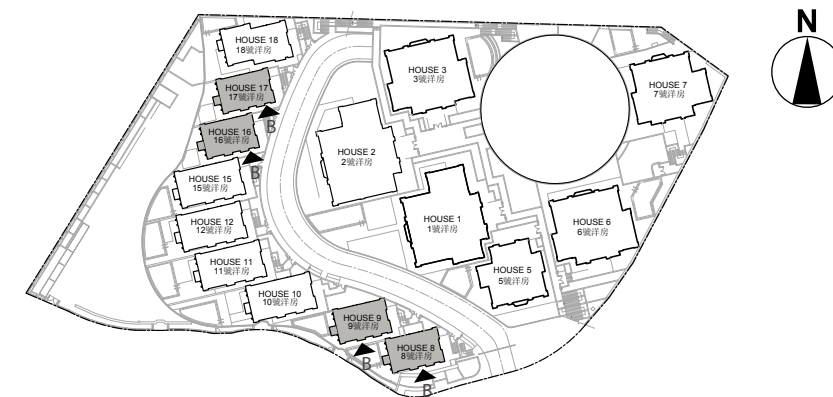 N
HOUSE 18
18號洋房
HOUSE 17
17號洋房
B
HOUSE 16
16號洋房
B
HOUSE 15
15號洋房
HOUSE 12
12號洋房
HOUSE 11
11號洋房
HOUSE 10
10號洋房
HOUSE 9
9號洋房
B
HOUSE 8
8號洋房
B
HOUSE 3
3號洋房
HOUSE 2
2號洋房
HOUSE 1
1號洋房
HOUSE 7
7號洋房
HOUSE 6
6號洋房
HOUSE 5
5號洋房